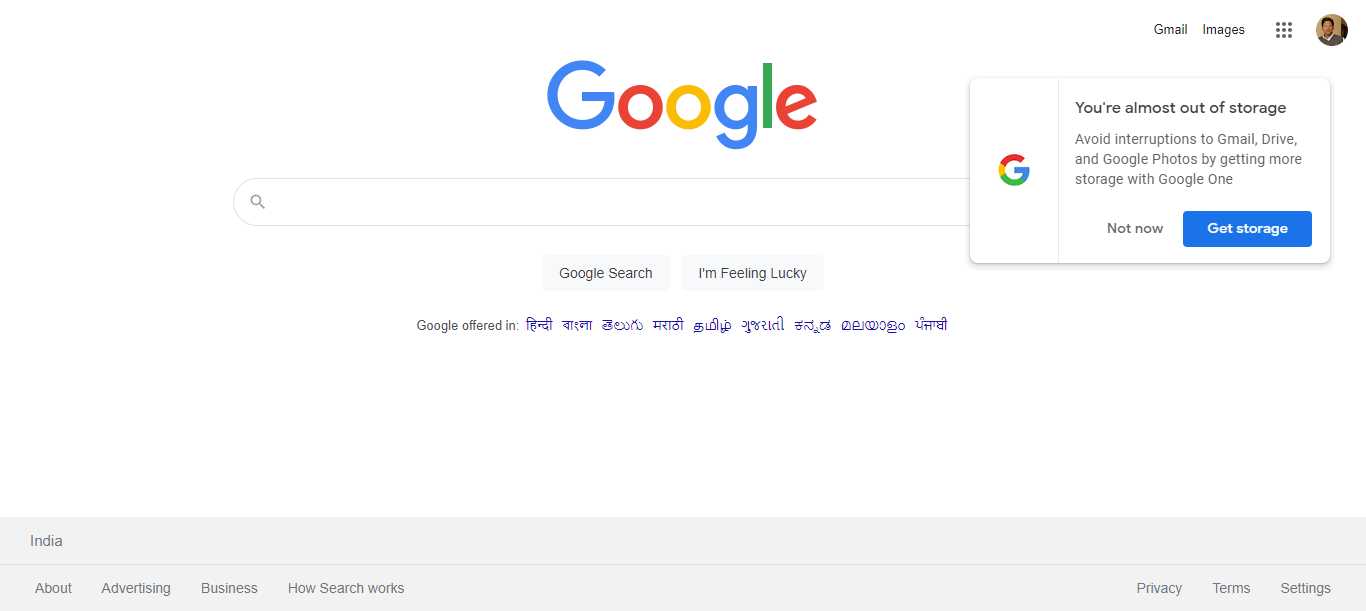 Gmail Images
Google
You're almost out of storage
Avoid interruptions to Gmail, Drive,
and Google Photos by getting more
storage with Google One
Not now Get storage
Google Search I'm Feeling Lucky
Google offered in: हिन्दी বাংলা తెలుగు मराठी தமிழ் ગુજરાતી ಕನ್ನಡ മലയാളം ਪੰਜਾਬੀ
India
About Advertising Business How Search works Privacy Terms Settings